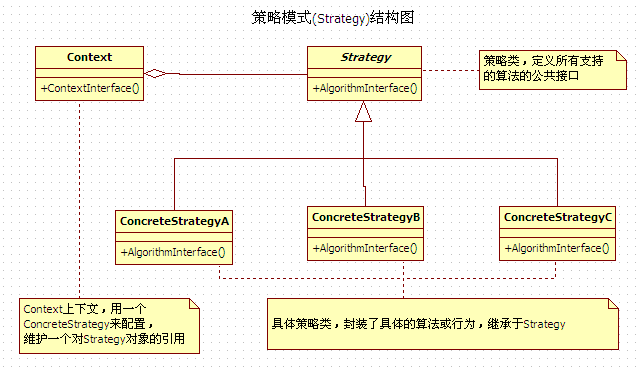 策略模式(Strategy)结构图
Context
+ContextInterface()
Strategy
+AlgorithmInterface()
策略类，定义所有支持
的算法的公共接口
ConcreteStrategyA
+AlgorithmInterface()
ConcreteStrategyB
+AlgorithmInterface()
ConcreteStrategyC
+AlgorithmInterface()
Context上下文，用一个
ConcreteStrategy来配置，
维护一个对Strategy对象的引用
具体策略类，封装了具体的算法或行为，继承于Strategy